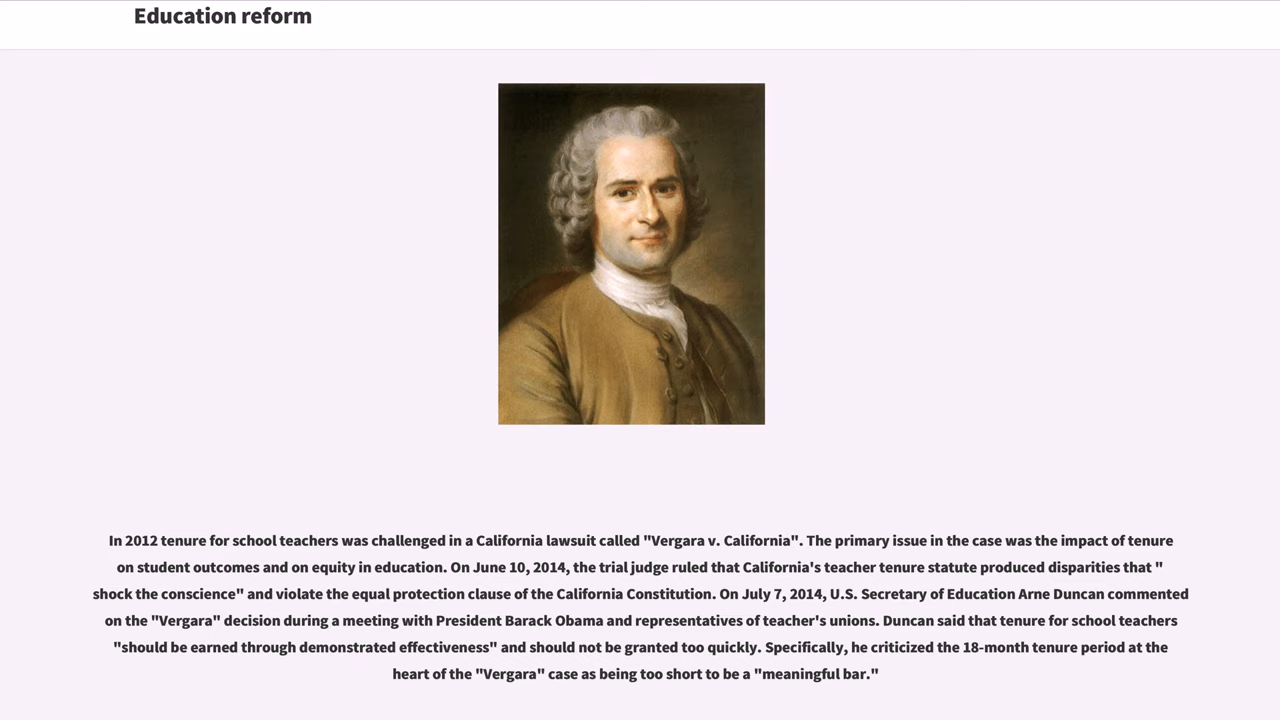 Education reform
In 2012 tenure for school teachers was challenged in a California lawsuit called "Vergara v. California". The primary issue in the case was the impact of tenure
on student outcomes and on equity in education. On June 10, 2014, the trial judge ruled that California's teacher tenure statute produced disparities that "
shock the conscience" and violate the equal protection clause of the California Constitution. On July 7, 2014, U.S. Secretary of Education Arne Duncan commented
on the "Vergara" decision during a meeting with President Barack Obama and representatives of teacher's unions. Duncan said that tenure for school teachers
"should be earned through demonstrated effectiveness" and should not be granted too quickly. Specifically, he criticized the 18-month tenure period at the
heart of the "Vergara" case as being too short to be a "meaningful bar."